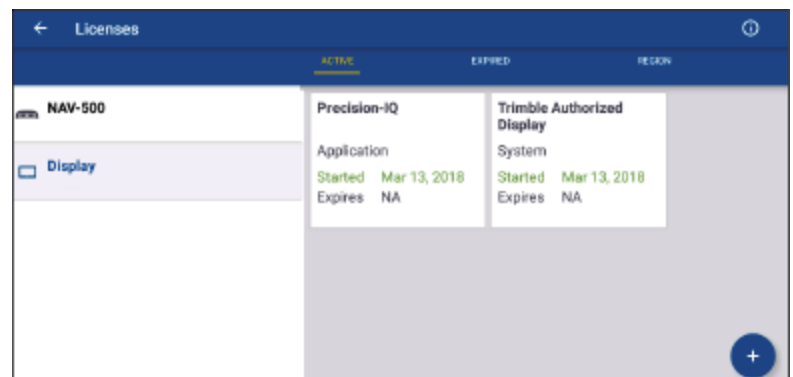 Licenses
ACTIVE EXPIRED REGION
NAV-500
Display
Precision-IQ
Application
Started Mar 13, 2018
Expires NA
Trimble Authorized
Display
System
Started Mar 13, 2018
Expires NA